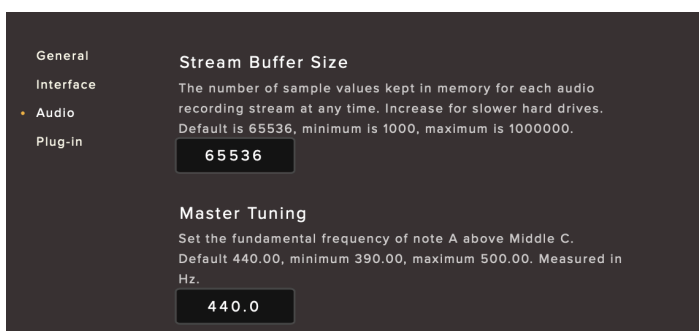 General
Interface
Audio
Plug-in
Stream Buffer Size
The number of sample values kept in memory for each audio
recording stream at any time. Increase for slower hard drives.
Default is 65536, minimum is 1000, maximum is 1000000.
65536
Master Tuning
Set the fundamental frequency of note A above Middle C.
Default 440.00, minimum 390.00, maximum 500.00. Measured in
Hz.
440.0